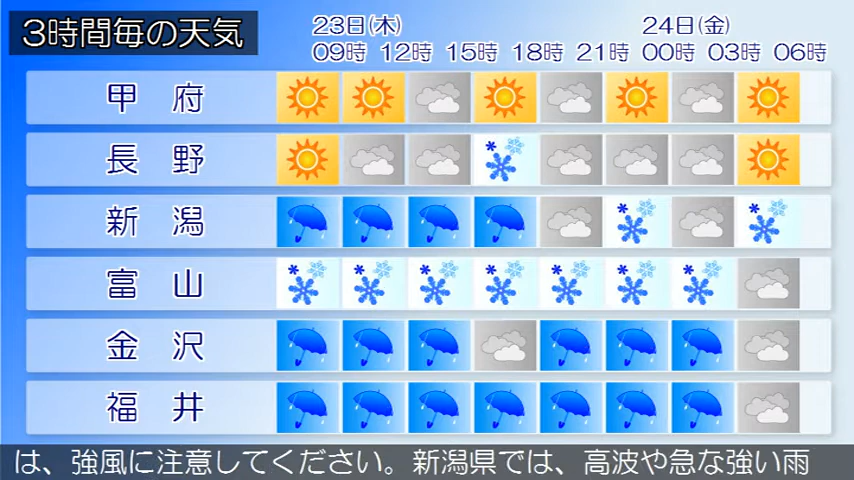 3時間毎の天気
23日(木) 24日(金)
09時 12時 15時 18時 21時 00時 03時 06時
甲府
長野
新潟
富山
金沢
福井
は、強風に注意してください。新潟県では、高波や急な強い雨